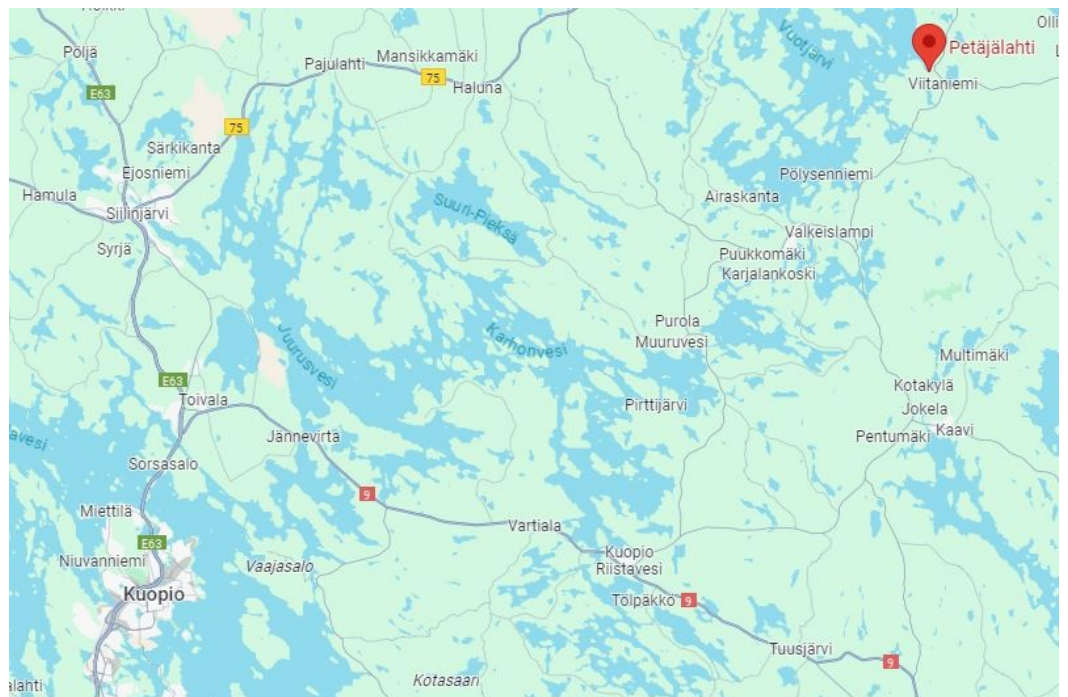 Pöljä
Mansikkamäki
Pajulahti
75
Haluna
Vuotjärvi
Petäjälahti
Viitaniemi
E63
75
Särkikanta
Ejosniemi
Hamula
Siilinjärvi
Syrjä
Suuri-Pieksä
Pölysenniemi
Airaskanta
Valkeislampi
Puukkomäki
Karjalankoski
Purola
Muuruvesi
Juurusvesi
Karhonvesi
Multimäki
E63
Toivala
Kotakylä
Pirttijärvi
Jokela
Kaavi
Pentumäki
Jännevirta
Sorsasalo
9
Miettilä
Vartiala
E63
Niuvanniemi
Vaajasalo
Kuopio
Riistavesi
Kuopio
Tölpäkkö
9
Tuusjärvi
9
Kotasaari